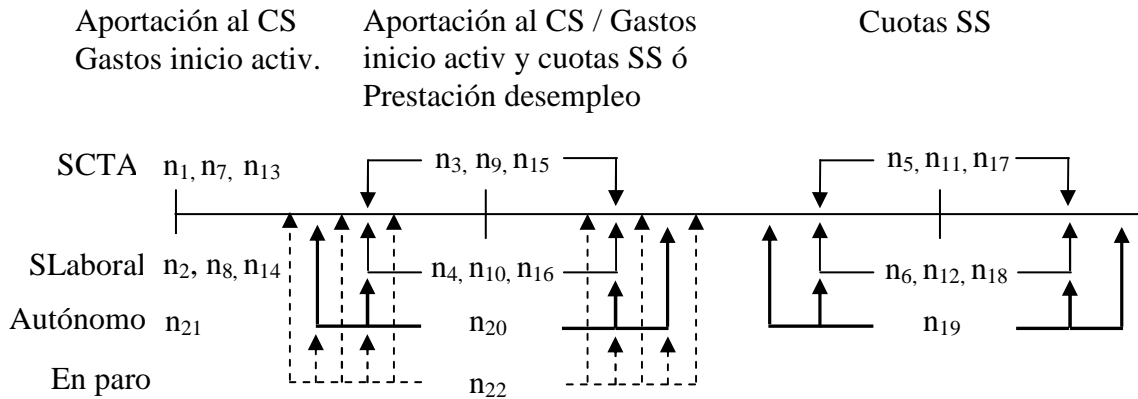 Aportación al CS
Gastos inicio activ.
Aportación al CS / Gastos
inicio activ y cuotas SS ó
Prestación desempleo
Cuotas SS
SCTA n₁, n₇, n₁₃ n₃, n₉, n₁₅ n₅, n₁₁, n₁₇
SLaboral n₂, n₈, n₁₄ n₄, n₁₀, n₁₆ n₆, n₁₂, n₁₈
Autónomo n₂₁ n₂₀ n₁₉
En paro n₂₂